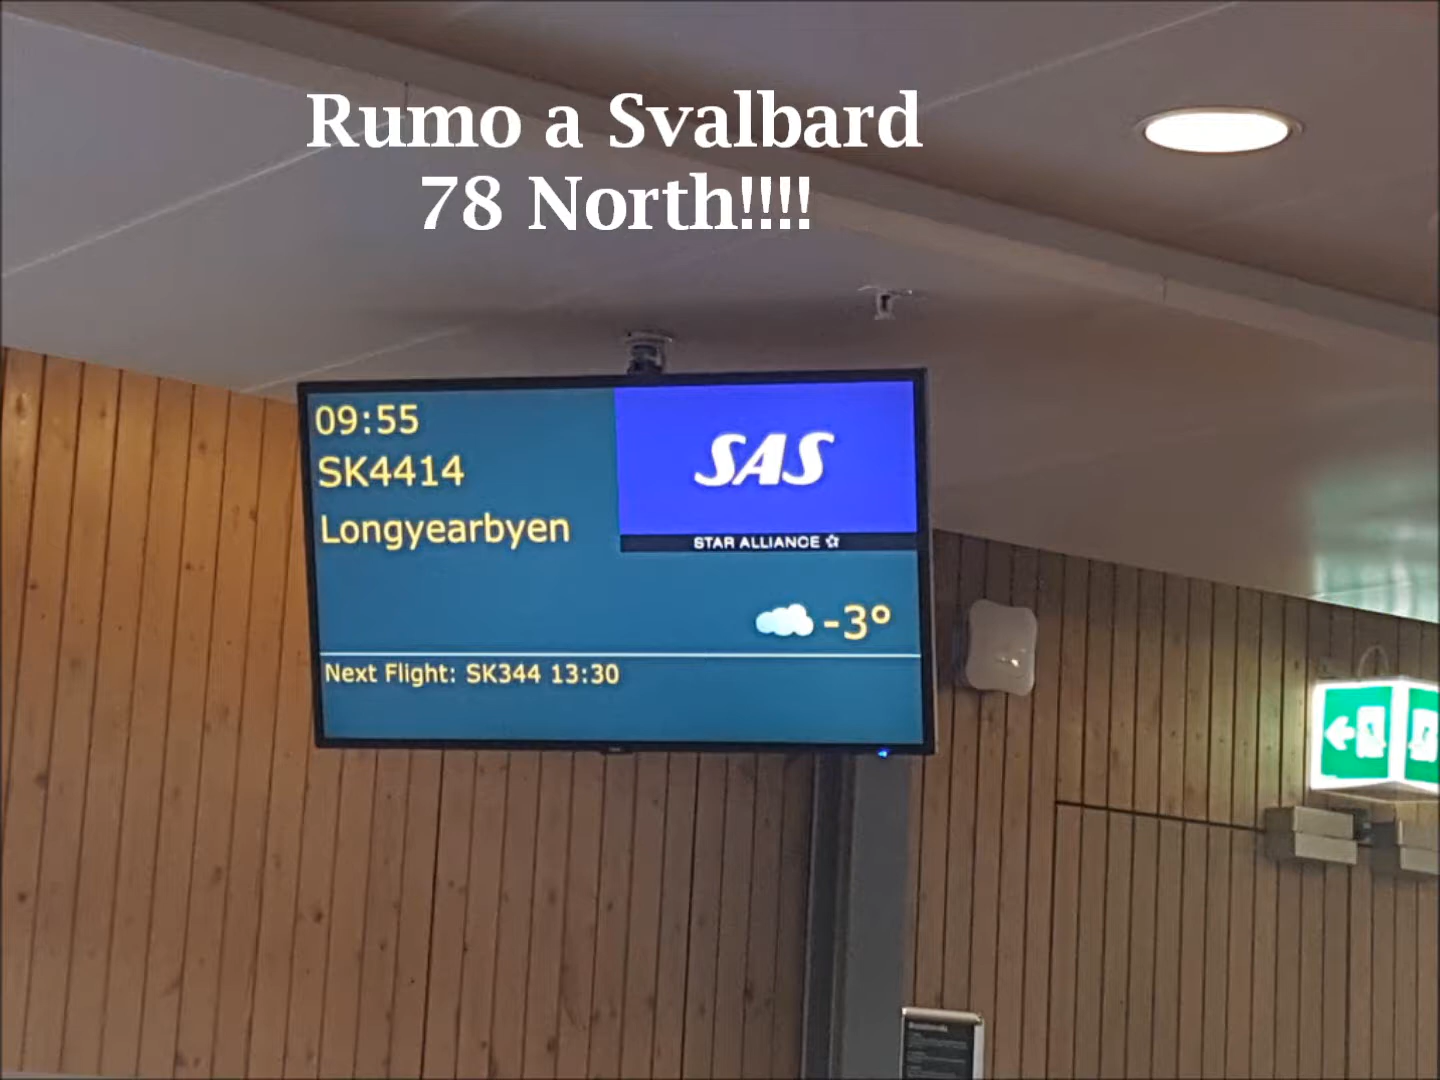 Rumo a Svalbard
78 North!!!!
09:55
SK4414
Longyearbyen
SAS
STAR ALLIANCE
-3°
Next Flight: SK344 13:30